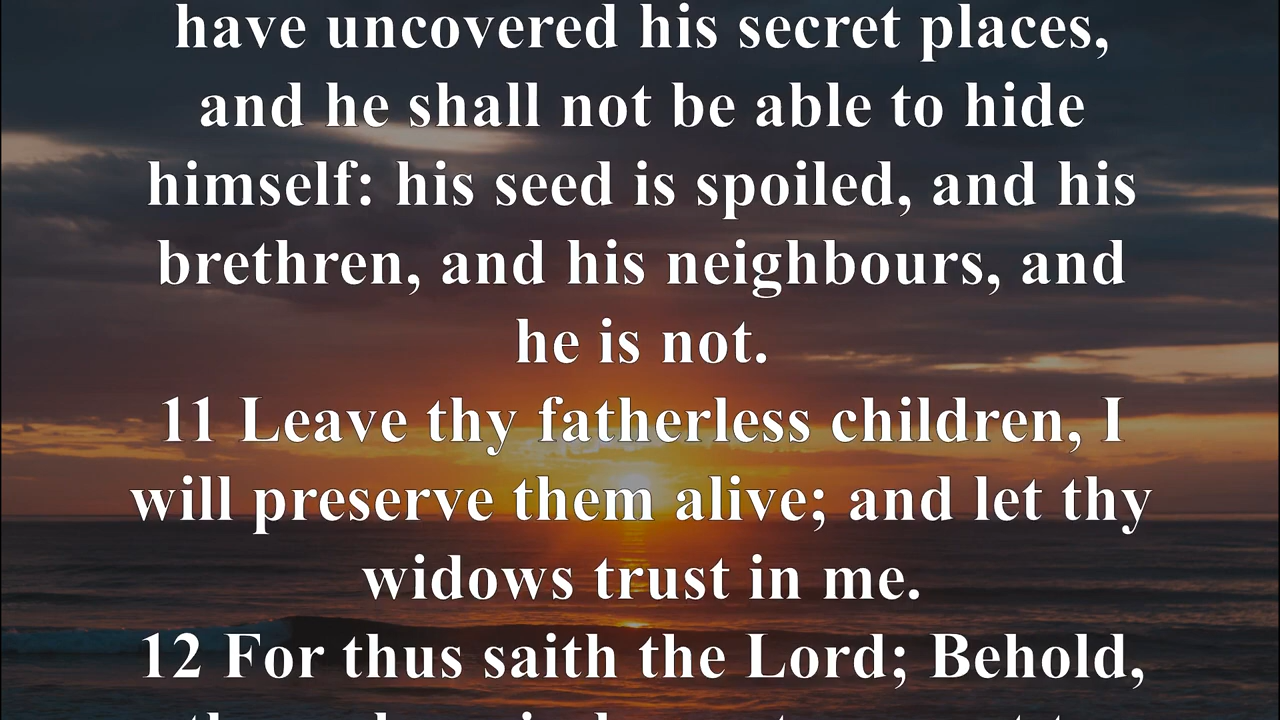 have uncovered his secret places,
and he shall not be able to hide
himself: his seed is spoiled, and his
brethren, and his neighbours, and
he is not.
11 Leave thy fatherless children, I
will preserve them alive; and let thy
widows trust in me.
12 For thus saith the Lord; Behold,